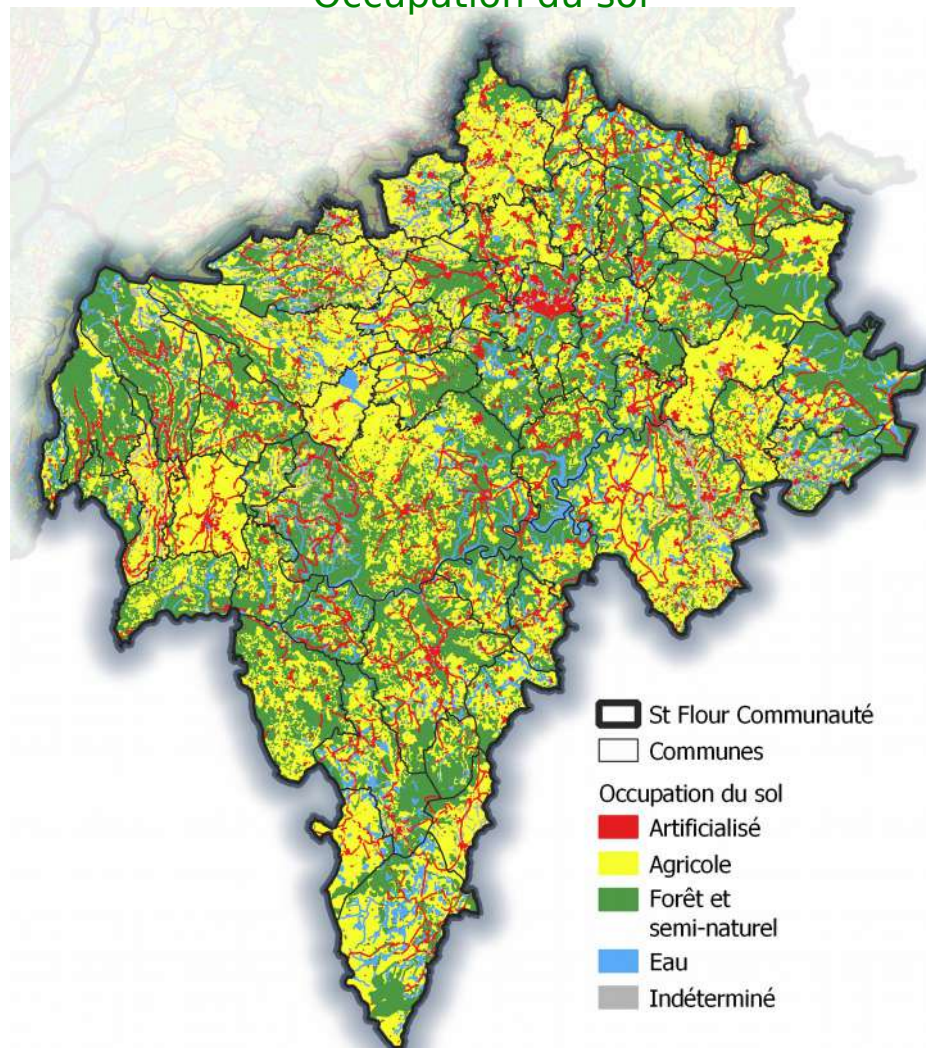 Occupation du sol
St Flour Communauté
Communes
Occupation du sol
Artificialisé
Agricole
Forêt et
semi-naturel
Eau
Indéterminé